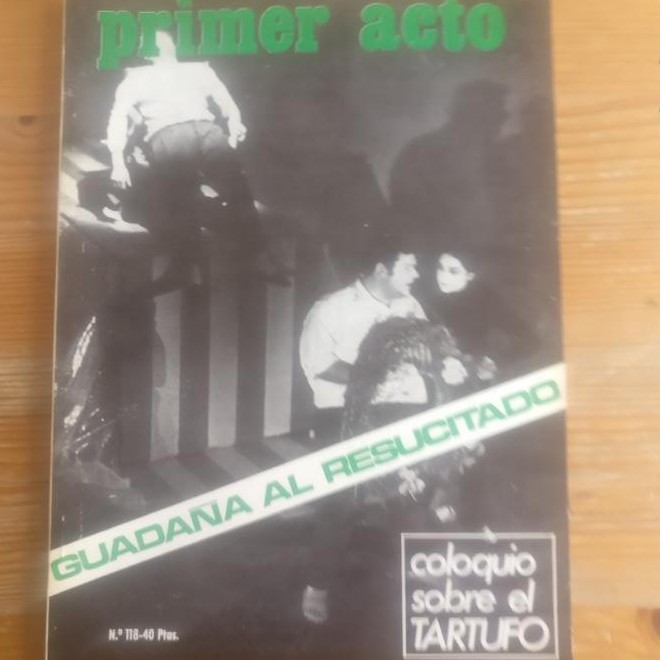 primer acto
GUADAÑA AL RESUCITADO
coloquio
sobre el
TARTUFO
N.º 118-40 Ptas.